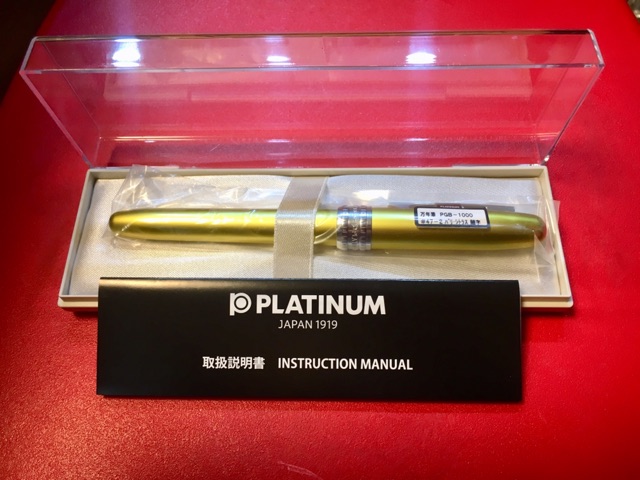 万年筆 PGB-1000
PLATINUM
JAPAN 1919
取扱説明書 INSTRUCTION MANUAL